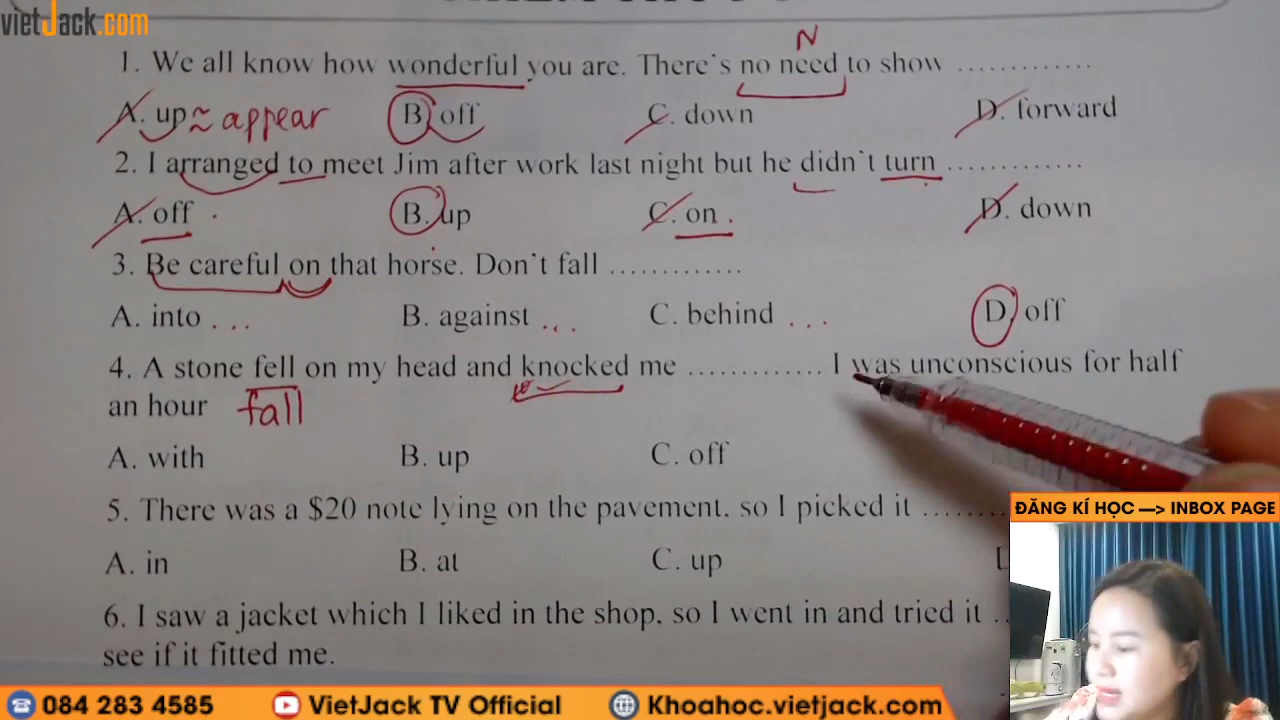 vietJack.com
N
1. We all know how wonderful you are. There's no need to show .............
A. up ≈ appear B. off C. down D. forward
2. I arranged to meet Jim after work last night but he didn't turn .............
A. off B. up C. on D. down
3. Be careful on that horse. Don't fall .............
A. into ... B. against ... C. behind ... D. off
4. A stone fell on my head and knocked me ............. I was unconscious for half
an hour fall
A. with B. up C. off
5. There was a $20 note lying on the pavement. so I picked it ........
A. in B. at C. up
6. I saw a jacket which I liked in the shop. so I went in and tried it ..
see if it fitted me.
ĐĂNG KÍ HỌC —> INBOX PAGE
084 283 4585 VietJack TV Official Khoahoc.vietjack.com